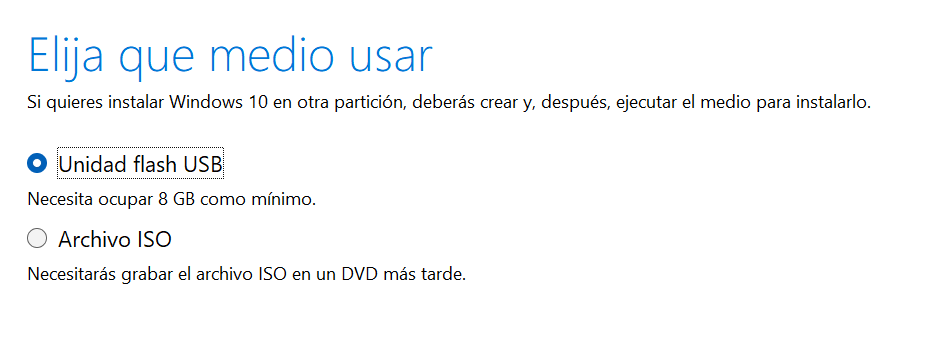 Elija que medio usar
Si quieres instalar Windows 10 en otra partición, deberás crear y, después, ejecutar el medio para instalarlo.
Unidad flash USB
Necesita ocupar 8 GB como mínimo.
Archivo ISO
Necesitarás grabar el archivo ISO en un DVD más tarde.